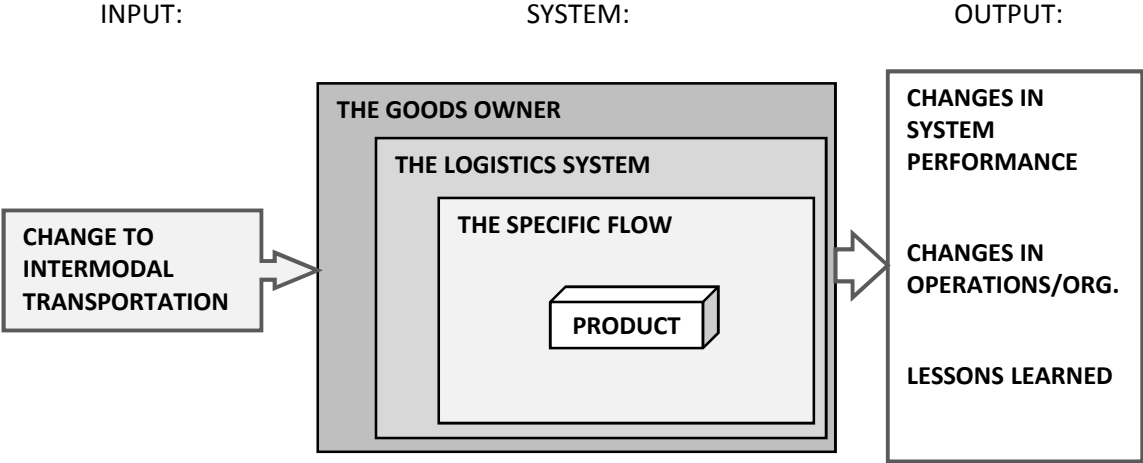 INPUT:
SYSTEM:
OUTPUT:
CHANGE TO
INTERMODAL
TRANSPORTATION
THE GOODS OWNER
THE LOGISTICS SYSTEM
THE SPECIFIC FLOW
PRODUCT
CHANGES IN
SYSTEM
PERFORMANCE
CHANGES IN
OPERATIONS/ORG.
LESSONS LEARNED